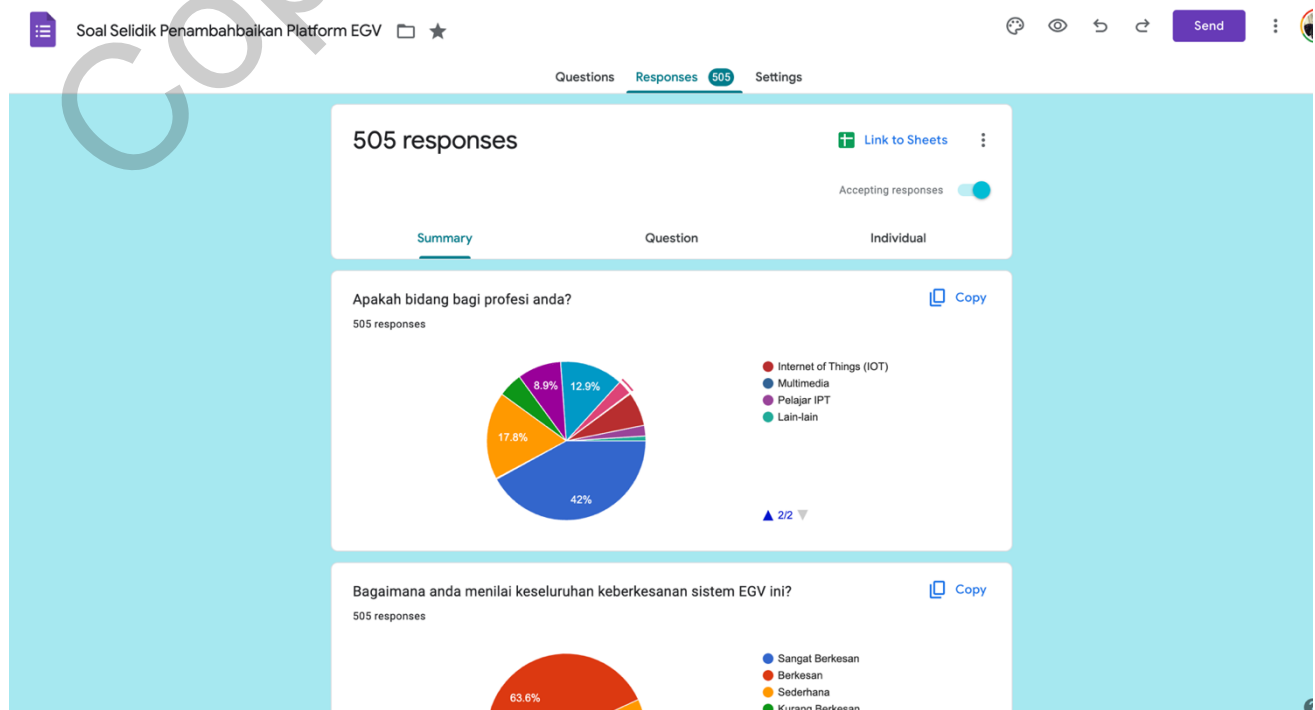 Cop
Soal Selidik Penambahbaikan Platform EGV
Send
Questions Responses 505 Settings
505 responses
Link to Sheets
Accepting responses
Summary Question Individual
Apakah bidang bagi profesi anda?
Copy
505 responses
8.9% 12.9%
17.8%
42%
Internet of Things (IOT)
Multimedia
Pelajar IPT
Lain-lain
2/2
Bagaimana anda menilai keseluruhan keberkesanan sistem EGV ini?
Copy
505 responses
63.6%
Sangat Berkesan
Berkesan
Sederhana
Kurang Berkesan